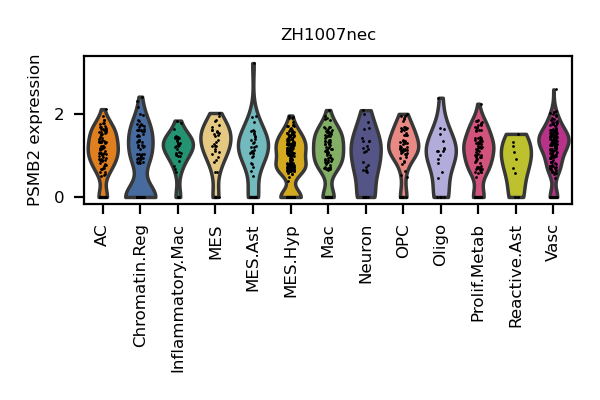 ZH1007nec
PSMB2 expression
2
0
AC
Chromatin.Reg
Inflammatory.Mac
MES
MES.Ast
MES.Hyp
Mac
Neuron
OPC
Oligo
Prolif.Metab
Reactive.Ast
Vasc